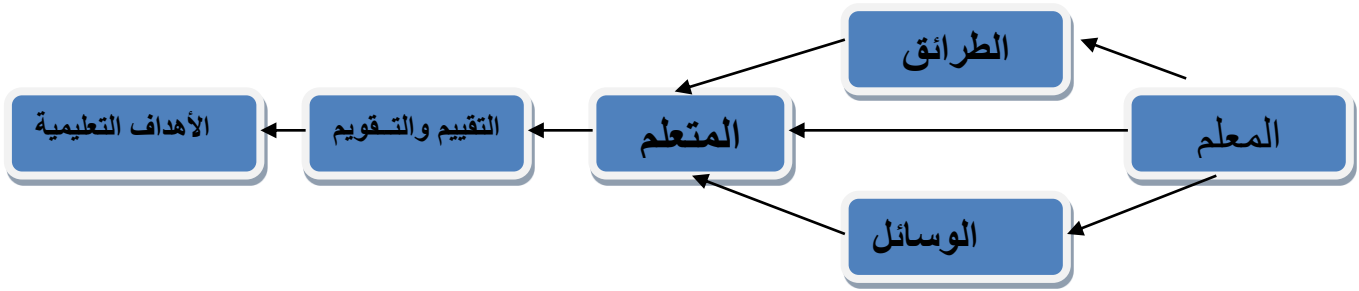 الطرائق
المعلم
المتعلم
التقييم والتـقويم
الأهداف التعليمية
الوسائل